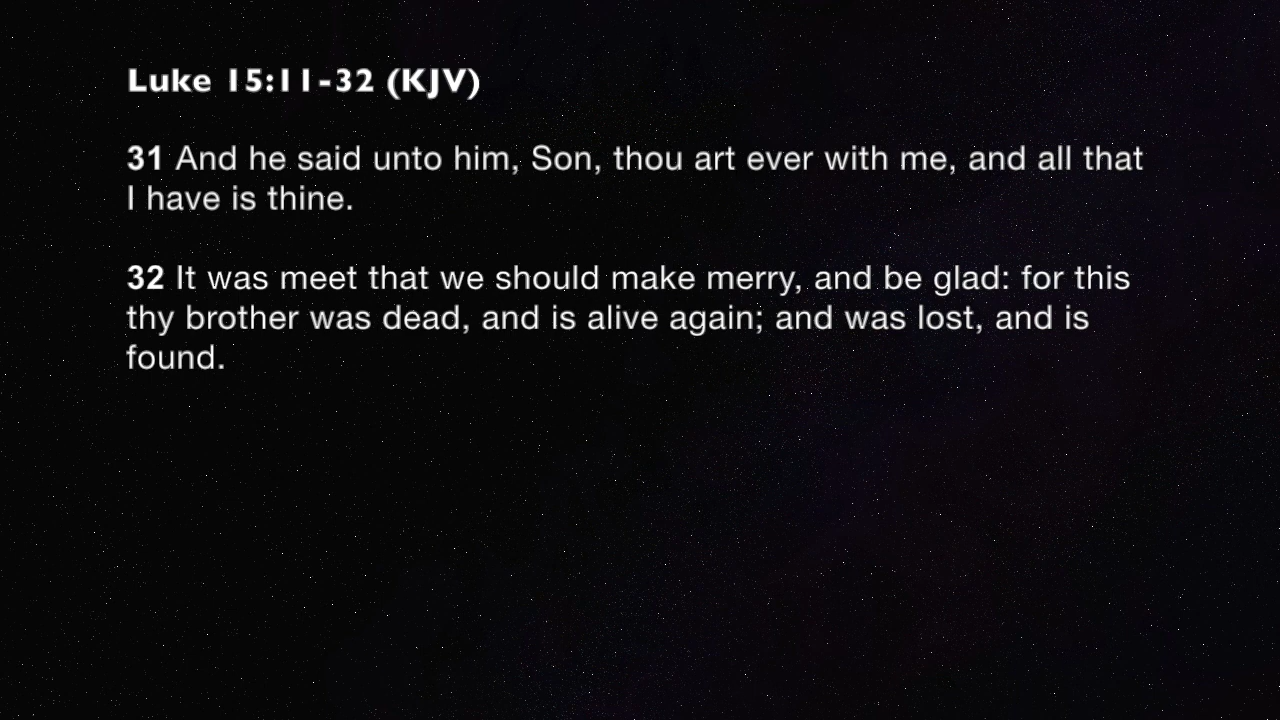 Luke 15:11-32 (KJV)
31 And he said unto him, Son, thou art ever with me, and all that
I have is thine.
32 It was meet that we should make merry, and be glad: for this
thy brother was dead, and is alive again; and was lost, and is
found.